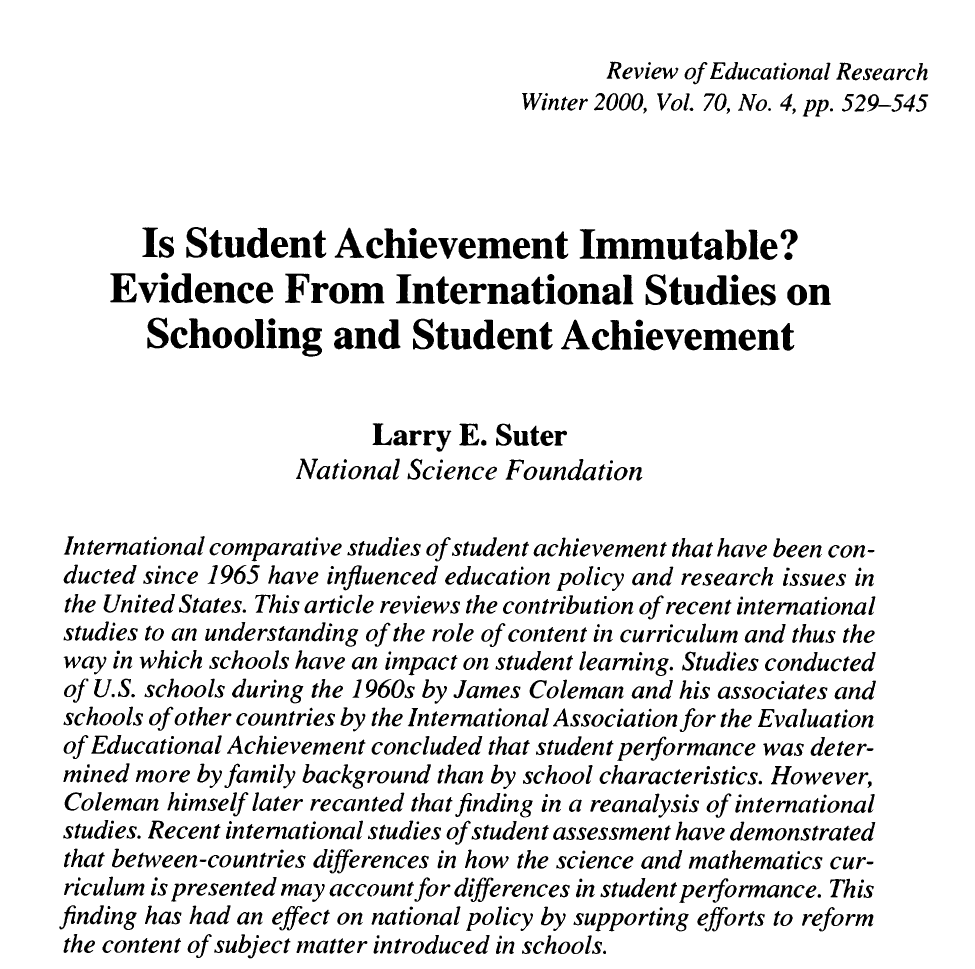 Review of Educational Research
Winter 2000, Vol. 70, No. 4, pp. 529–545
Is Student Achievement Immutable?
Evidence From International Studies on
Schooling and Student Achievement
Larry E. Suter
National Science Foundation
International comparative studies of student achievement that have been con-
ducted since 1965 have influenced education policy and research issues in
the United States. This article reviews the contribution of recent international
studies to an understanding of the role of content in curriculum and thus the
way in which schools have an impact on student learning. Studies conducted
of U.S. schools during the 1960s by James Coleman and his associates and
schools of other countries by the International Association for the Evaluation
of Educational Achievement concluded that student performance was deter-
mined more by family background than by school characteristics. However,
Coleman himself later recanted that finding in a reanalysis of international
studies. Recent international studies of student assessment have demonstrated
that between-countries differences in how the science and mathematics cur-
riculum is presented may account for differences in student performance. This
finding has had an effect on national policy by supporting efforts to reform
the content of subject matter introduced in schools.